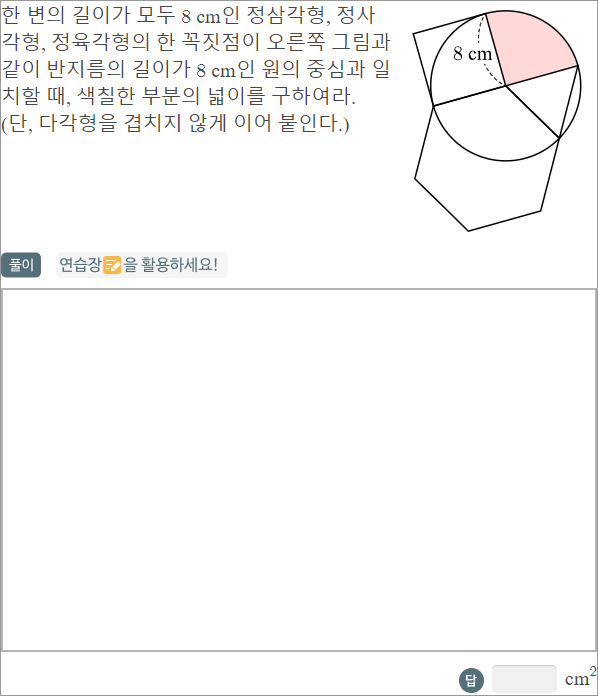 한 변의 길이가 모두 8 cm인 정삼각형, 정사
각형, 정육각형의 한 꼭짓점이 오른쪽 그림과
같이 반지름의 길이가 8 cm인 원의 중심과 일
치할 때, 색칠한 부분의 넓이를 구하여라.
(단, 다각형을 겹치지 않게 이어 붙인다.)
8 cm
풀이 연습장 을 활용하세요!
답 cm²